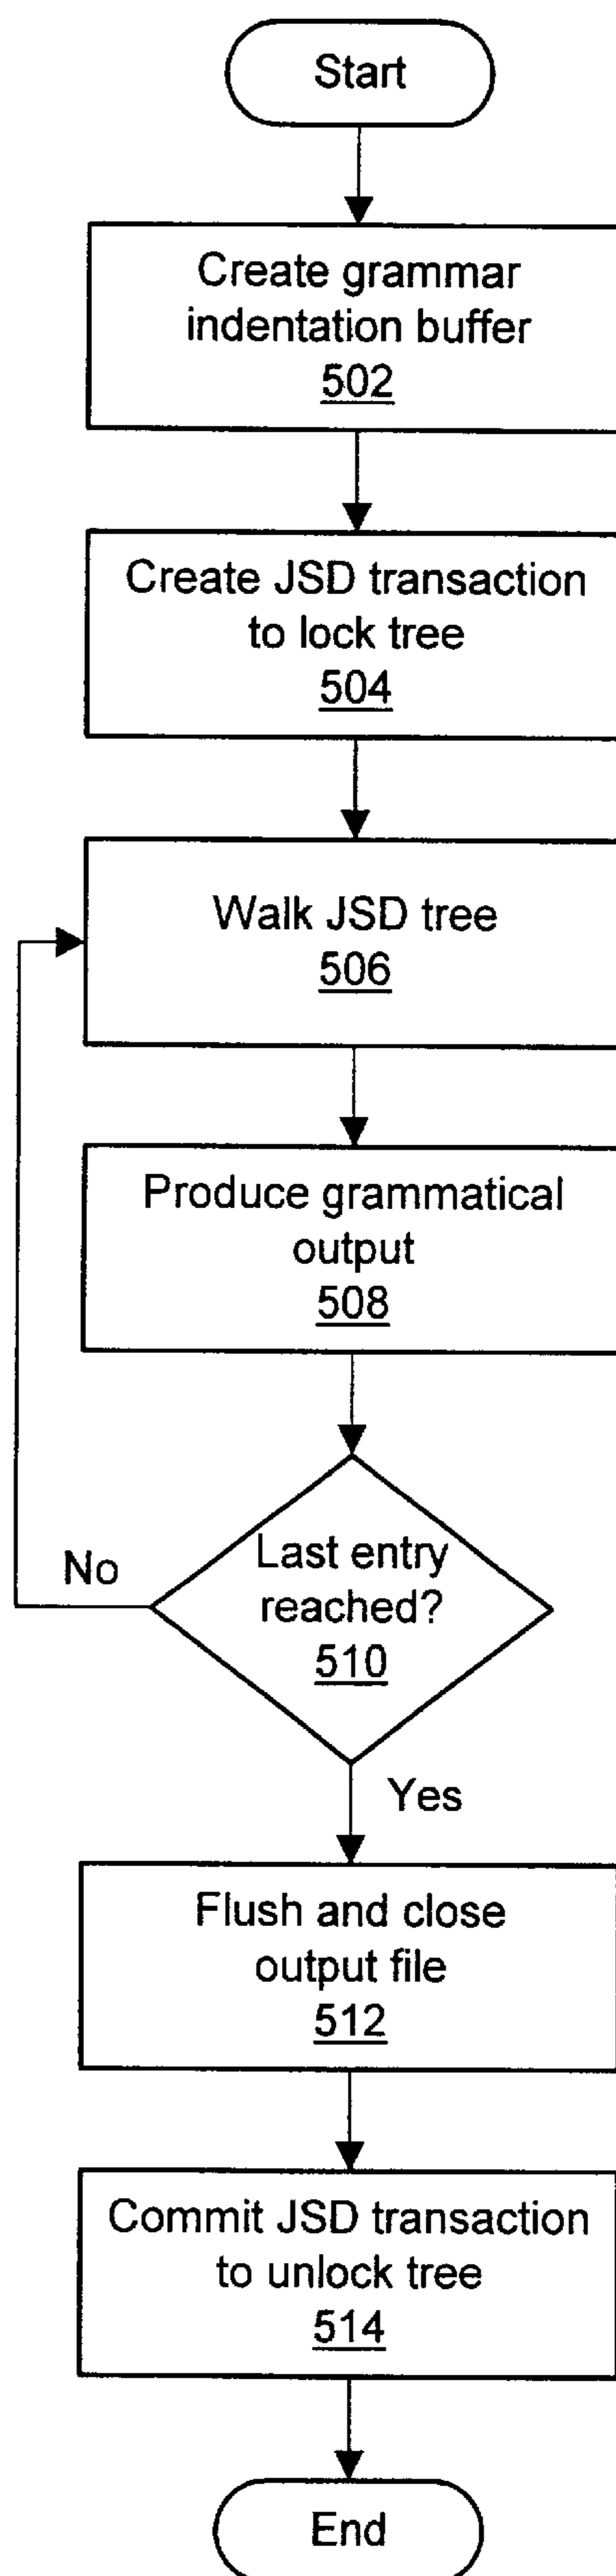 Start
Create grammar
indentation buffer
502
Create JSD transaction
to lock tree
504
Walk JSD tree
506
Produce grammatical
output
508
Last entry
reached?
510
No
Yes
Flush and close
output file
512
Commit JSD transaction
to unlock tree
514
End